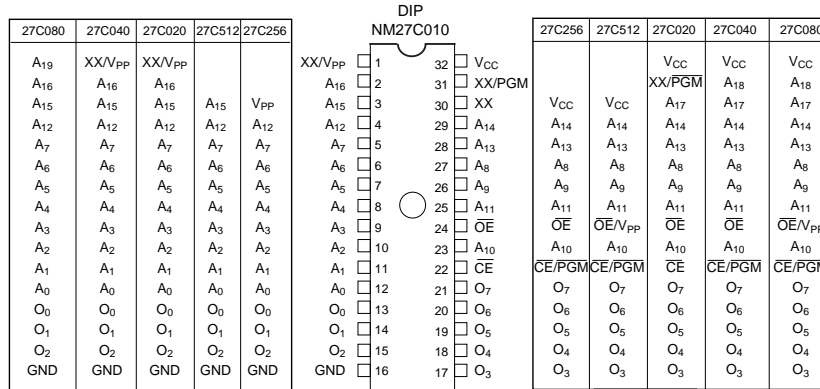 DIP
27C080 27C040 27C020 27C512 27C256 NM27C010 27C256 27C512 27C020 27C040 27C080
A19 XX/VPP XX/VPP XX/VPP 1 32 VCC VCC VCC VCC
A16 A16 A16 A16 2 31 XX/PGM XX/PGM A18 A18
A15 A15 A15 A15 VPP A15 3 30 XX VCC VCC A17 A17 A17
A12 A12 A12 A12 A12 A12 4 29 A14 A14 A14 A14 A14 A14
A7 A7 A7 A7 A7 A7 5 28 A13 A13 A13 A13 A13 A13
A6 A6 A6 A6 A6 A6 6 27 A8 A8 A8 A8 A8 A8
A5 A5 A5 A5 A5 A5 7 26 A9 A9 A9 A9 A9 A9
A4 A4 A4 A4 A4 A4 8 25 A11 A11 A11 A11 A11 A11
A3 A3 A3 A3 A3 A3 9 24 OE OE OE/VPP OE OE OE/VPP
A2 A2 A2 A2 A2 A2 10 23 A10 A10 A10 A10 A10 A10
A1 A1 A1 A1 A1 A1 11 22 CE CE/PGM CE/PGM CE CE/PGM CE/PGM
A0 A0 A0 A0 A0 A0 12 21 O7 O7 O7 O7 O7 O7
O0 O0 O0 O0 O0 O0 13 20 O6 O6 O6 O6 O6 O6
O1 O1 O1 O1 O1 O1 14 19 O5 O5 O5 O5 O5 O5
O2 O2 O2 O2 O2 O2 15 18 O4 O4 O4 O4 O4 O4
GND GND GND GND GND GND 16 17 O3 O3 O3 O3 O3 O3